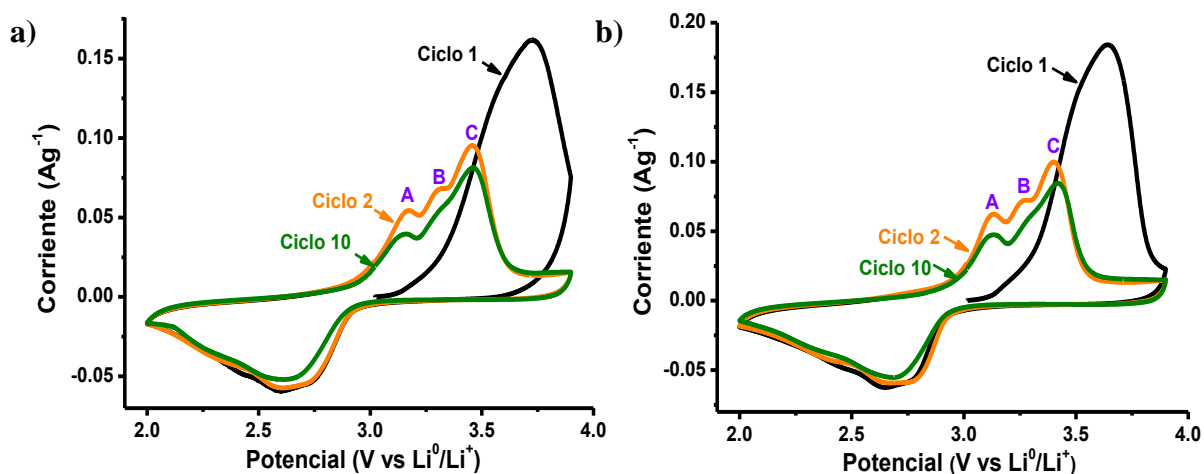 a)
Corriente (Ag⁻¹)
0.15
0.10
0.05
0.00
-0.05
Ciclo 1
C
B
A
Ciclo 2
Ciclo 10
2.0 2.5 3.0 3.5 4.0
Potencial (V vs Li⁰/Li⁺)
b)
Corriente (Ag⁻¹)
0.20
0.15
0.10
0.05
0.00
-0.05
Ciclo 1
C
B
A
Ciclo 2
Ciclo 10
2.0 2.5 3.0 3.5 4.0
Potencial (V vs Li⁰/Li⁺)